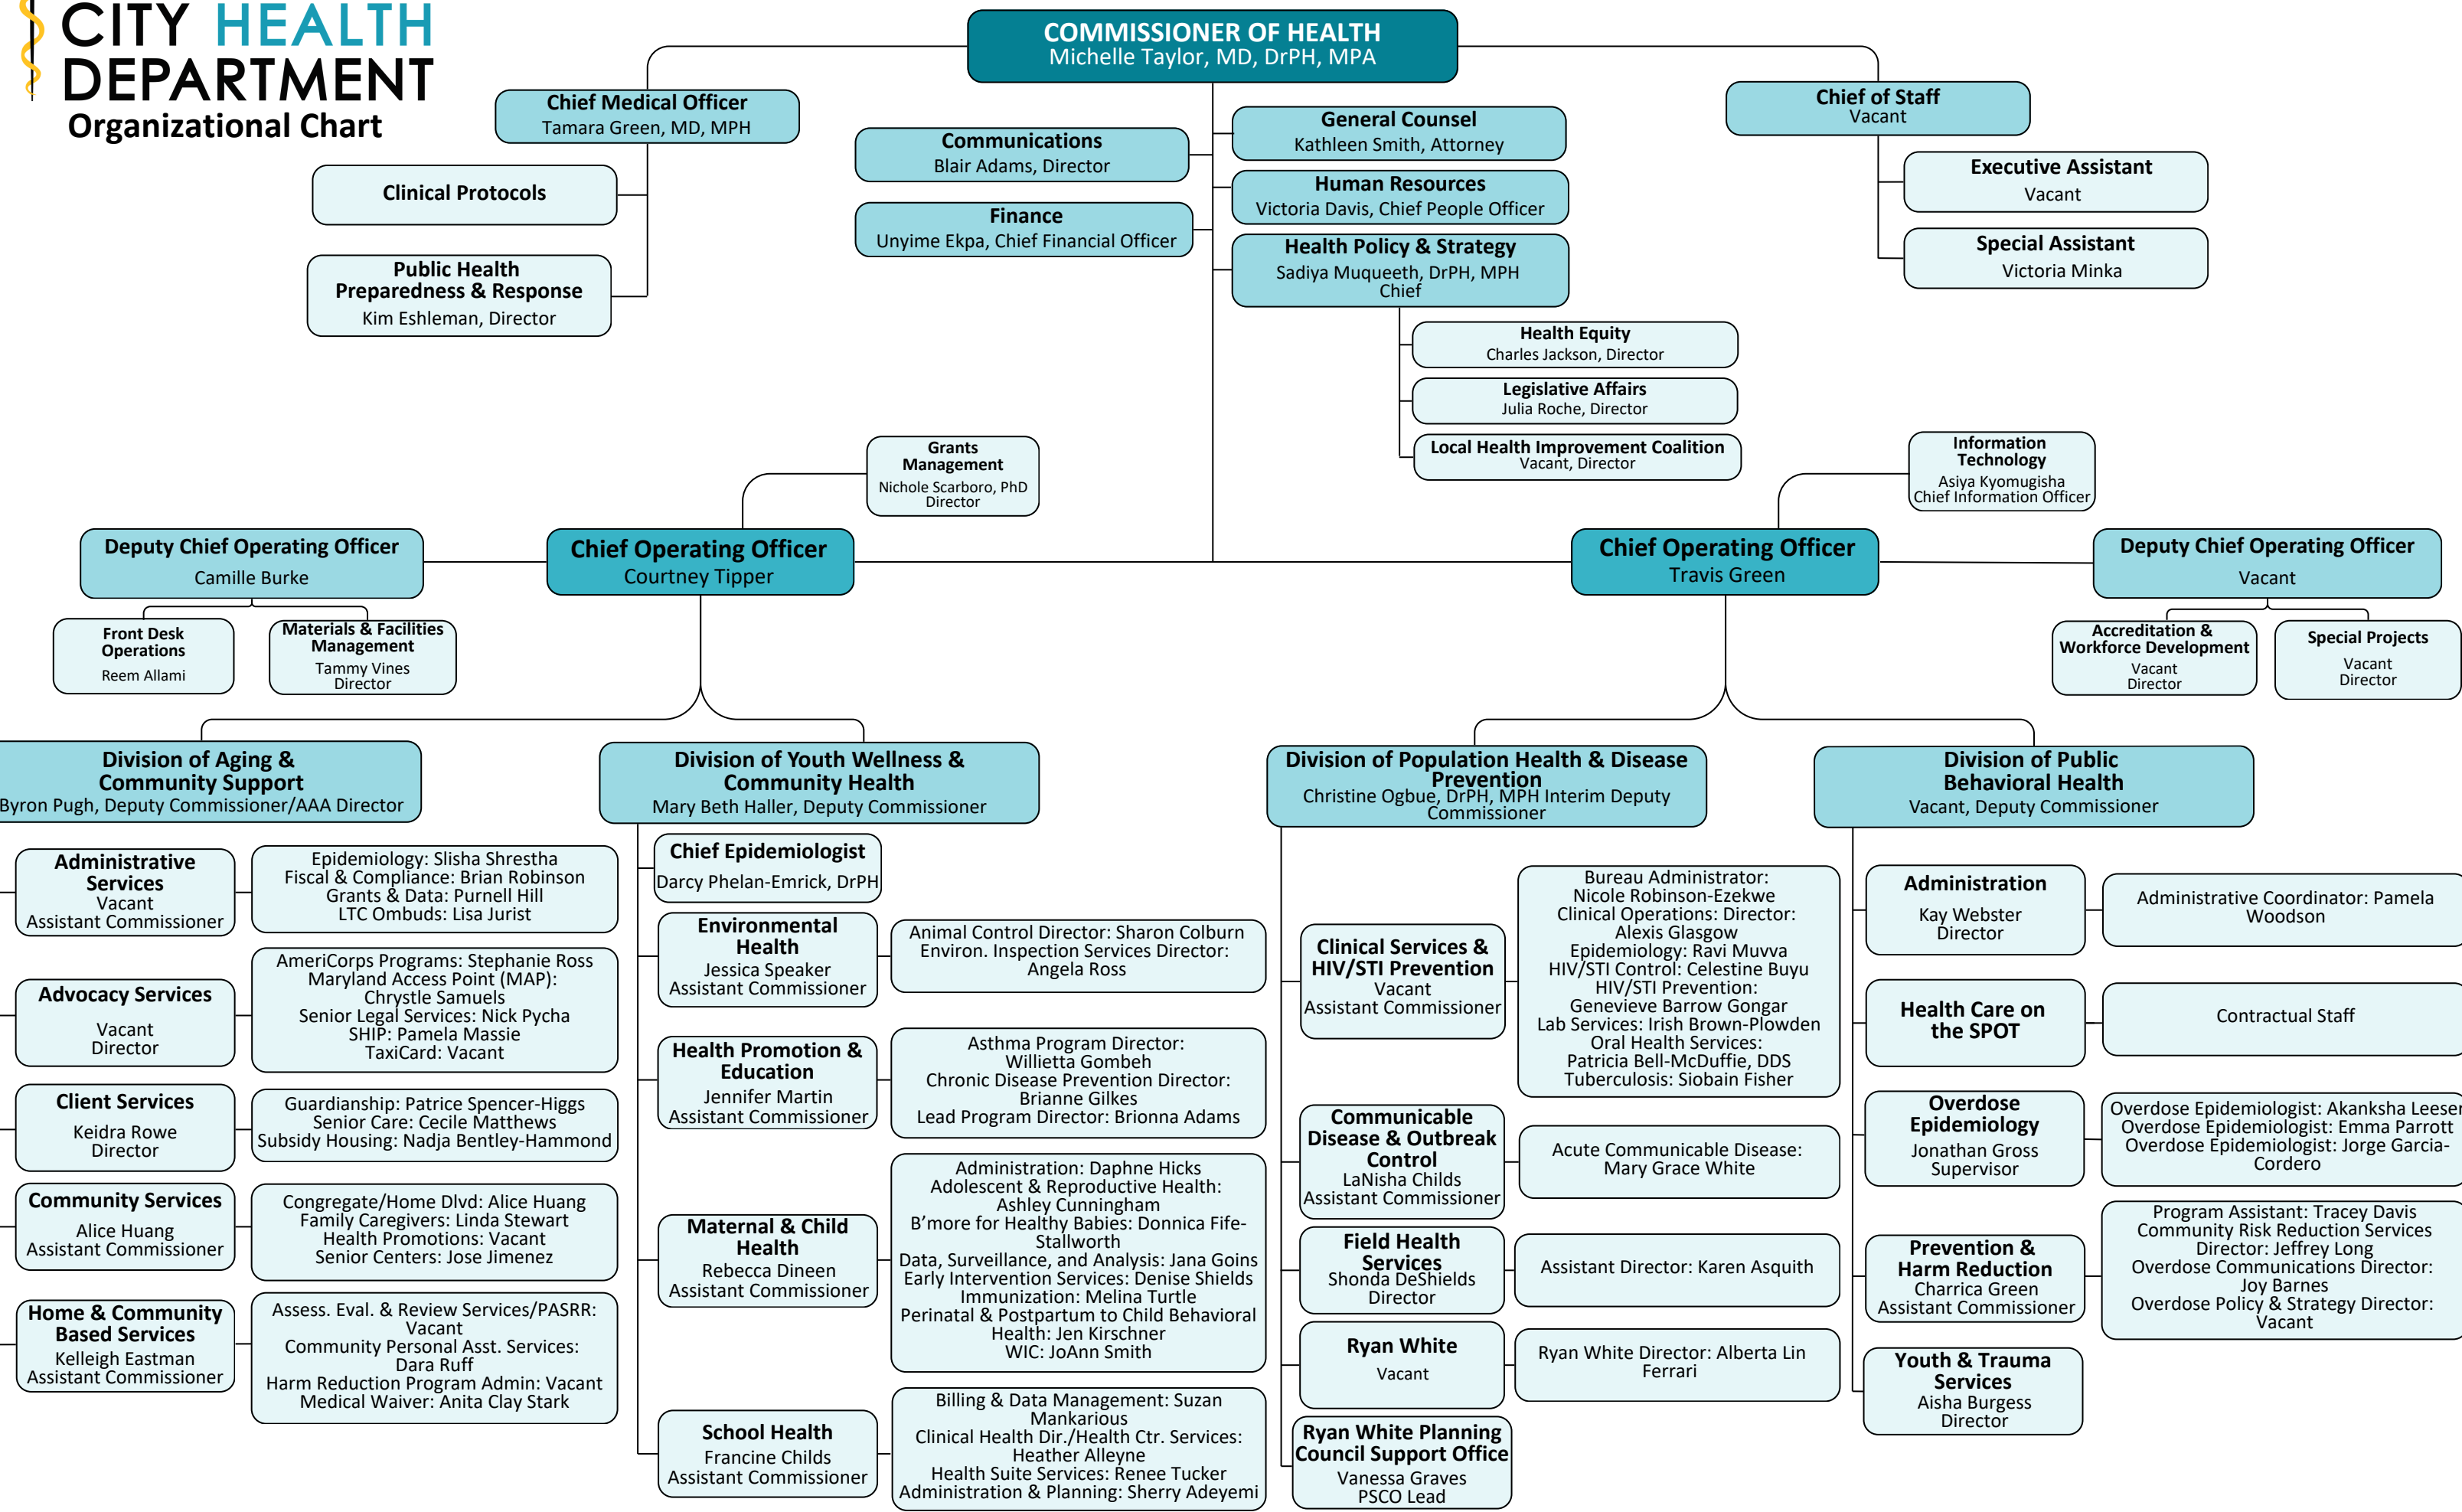 CITY HEALTH
DEPARTMENT
Organizational Chart
COMMISSIONER OF HEALTH
Michelle Taylor, MD, DrPH, MPA
Chief Medical Officer
Tamara Green, MD, MPH
Clinical Protocols
Public Health
Preparedness & Response
Kim Eshleman, Director
Communications
Blair Adams, Director
Finance
Unyime Ekpa, Chief Financial Officer
General Counsel
Kathleen Smith, Attorney
Human Resources
Victoria Davis, Chief People Officer
Health Policy & Strategy
Sadiya Muqueeth, DrPH, MPH
Chief
Health Equity
Charles Jackson, Director
Legislative Affairs
Julia Roche, Director
Local Health Improvement Coalition
Vacant, Director
Chief of Staff
Vacant
Executive Assistant
Vacant
Special Assistant
Victoria Minka
Grants
Management
Nichole Scarboro, PhD
Director
Information
Technology
Asiya Kyomugisha
Chief Information Officer
Deputy Chief Operating Officer
Camille Burke
Chief Operating Officer
Courtney Tipper
Chief Operating Officer
Travis Green
Deputy Chief Operating Officer
Vacant
Front Desk
Operations
Reem Allami
Materials & Facilities
Management
Tammy Vines
Director
Accreditation &
Workforce Development
Vacant
Director
Special Projects
Vacant
Director
Division of Aging &
Community Support
Byron Pugh, Deputy Commissioner/AAA Director
Administrative
Services
Vacant
Assistant Commissioner
Epidemiology: Slisha Shrestha
Fiscal & Compliance: Brian Robinson
Grants & Data: Purnell Hill
LTC Ombuds: Lisa Jurist
Advocacy Services
Vacant
Director
AmeriCorps Programs: Stephanie Ross
Maryland Access Point (MAP):
Chrystle Samuels
Senior Legal Services: Nick Pycha
SHIP: Pamela Massie
TaxiCard: Vacant
Client Services
Keidra Rowe
Director
Guardianship: Patrice Spencer-Higgs
Senior Care: Cecile Matthews
Subsidy Housing: Nadja Bentley-Hammond
Community Services
Alice Huang
Assistant Commissioner
Congregate/Home Dlvd: Alice Huang
Family Caregivers: Linda Stewart
Health Promotions: Vacant
Senior Centers: Jose Jimenez
Home & Community
Based Services
Kelleigh Eastman
Assistant Commissioner
Assess. Eval. & Review Services/PASRR:
Vacant
Community Personal Asst. Services:
Dara Ruff
Harm Reduction Program Admin: Vacant
Medical Waiver: Anita Clay Stark
Division of Youth Wellness &
Community Health
Mary Beth Haller, Deputy Commissioner
Chief Epidemiologist
Darcy Phelan-Emrick, DrPH
Environmental
Health
Jessica Speaker
Assistant Commissioner
Animal Control Director: Sharon Colburn
Environ. Inspection Services Director:
Angela Ross
Health Promotion &
Education
Jennifer Martin
Assistant Commissioner
Asthma Program Director:
Willietta Gombeh
Chronic Disease Prevention Director:
Brianne Gilkes
Lead Program Director: Brionna Adams
Maternal & Child
Health
Rebecca Dineen
Assistant Commissioner
Administration: Daphne Hicks
Adolescent & Reproductive Health:
Ashley Cunningham
B’more for Healthy Babies: Donnica Fife-
Stallworth
Data, Surveillance, and Analysis: Jana Goins
Early Intervention Services: Denise Shields
Immunization: Melina Turtle
Perinatal & Postpartum to Child Behavioral
Health: Jen Kirschner
WIC: JoAnn Smith
School Health
Francine Childs
Assistant Commissioner
Billing & Data Management: Suzan
Mankarious
Clinical Health Dir./Health Ctr. Services:
Heather Alleyne
Health Suite Services: Renee Tucker
Administration & Planning: Sherry Adeyemi
Division of Population Health & Disease
Prevention
Christine Ogbue, DrPH, MPH Interim Deputy
Commissioner
Clinical Services &
HIV/STI Prevention
Vacant
Assistant Commissioner
Bureau Administrator:
Nicole Robinson-Ezekwe
Clinical Operations: Director:
Alexis Glasgow
Epidemiology: Ravi Muvva
HIV/STI Control: Celestine Buyu
HIV/STI Prevention:
Genevieve Barrow Gongar
Lab Services: Irish Brown-Plowden
Oral Health Services:
Patricia Bell-McDuffie, DDS
Tuberculosis: Siobain Fisher
Communicable
Disease & Outbreak
Control
LaNisha Childs
Assistant Commissioner
Acute Communicable Disease:
Mary Grace White
Field Health
Services
Shonda DeShields
Director
Assistant Director: Karen Asquith
Ryan White
Vacant
Ryan White Director: Alberta Lin
Ferrari
Ryan White Planning
Council Support Office
Vanessa Graves
PSCO Lead
Division of Public
Behavioral Health
Vacant, Deputy Commissioner
Administration
Kay Webster
Director
Administrative Coordinator: Pamela
Woodson
Health Care on
the SPOT
Contractual Staff
Overdose
Epidemiology
Jonathan Gross
Supervisor
Overdose Epidemiologist: Akanksha Leeser
Overdose Epidemiologist: Emma Parrott
Overdose Epidemiologist: Jorge Garcia-
Cordero
Prevention &
Harm Reduction
Charrica Green
Assistant Commissioner
Program Assistant: Tracey Davis
Community Risk Reduction Services
Director: Jeffrey Long
Overdose Communications Director:
Joy Barnes
Overdose Policy & Strategy Director:
Vacant
Youth & Trauma
Services
Aisha Burgess
Director